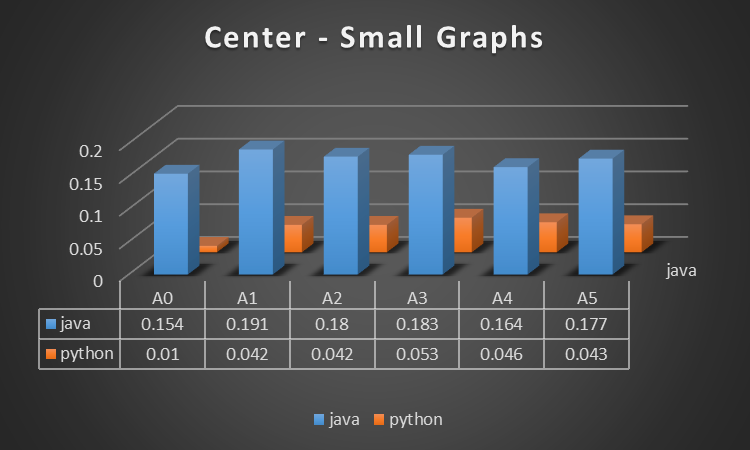 Center - Small Graphs
0.2
0.15
0.1
0.05
0
java
A0 A1 A2 A3 A4 A5
java 0.154 0.191 0.18 0.183 0.164 0.177
python 0.01 0.042 0.042 0.053 0.046 0.043
java python